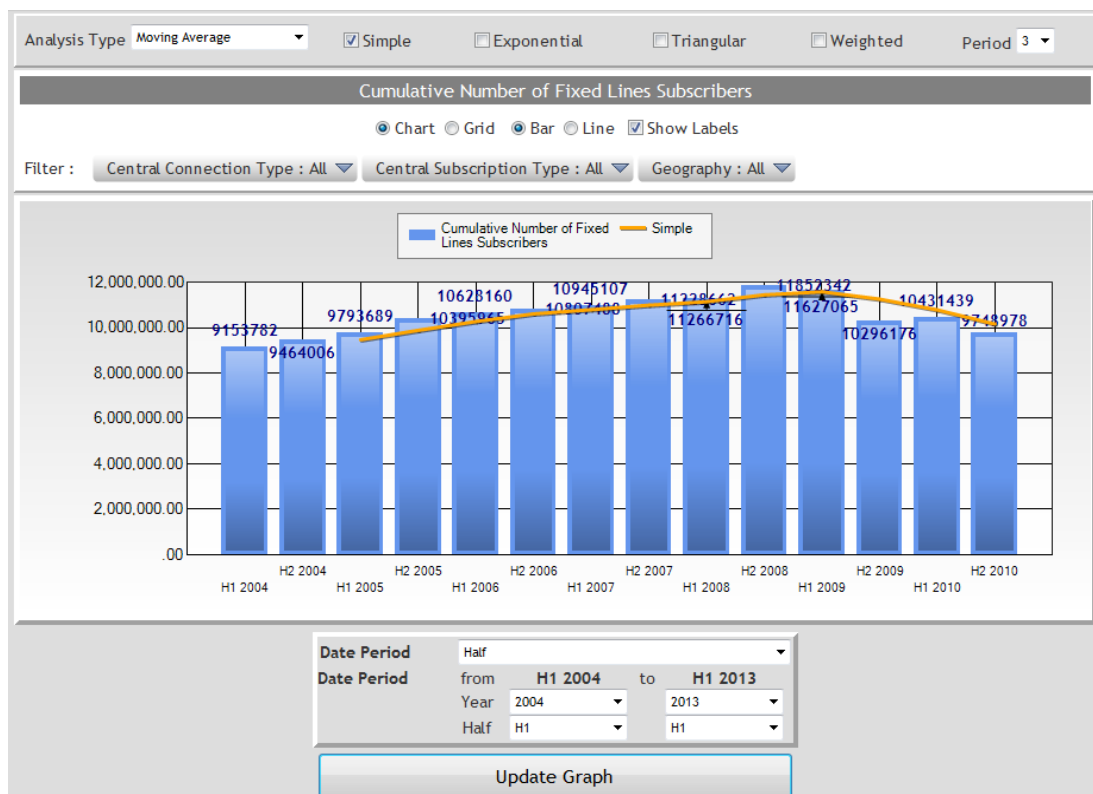 Analysis Type Moving Average Simple Exponential Triangular Weighted Period 3
Cumulative Number of Fixed Lines Subscribers
Chart Grid Bar Line Show Labels
Filter : Central Connection Type : All Central Subscription Type : All Geography : All
Cumulative Number of Fixed Lines Subscribers
Simple
12,000,000.00
10,000,000.00
8,000,000.00
6,000,000.00
4,000,000.00
2,000,000.00
.00
9153782
9464006
9793689
10623160
10945107
11266716
11852342
11627065
10296176
10431439
9748978
H1 2004
H2 2004
H1 2005
H2 2005
H1 2006
H2 2006
H1 2007
H2 2007
H1 2008
H2 2008
H1 2009
H2 2009
H1 2010
H2 2010
Date Period Half
Date Period from H1 2004 to H1 2013
Year 2004 2013
Half H1 H1
Update Graph